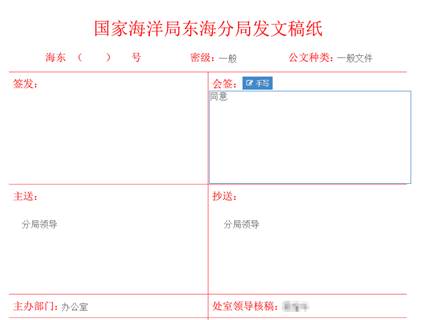 国家海洋局东海分局发文稿纸
海东 （ ） 号 密级：一般 公文种类：一般文件
签发： 会签： 手写
同意
主送： 抄送：
分局领导 分局领导
主办部门：办公室 处室领导核稿：